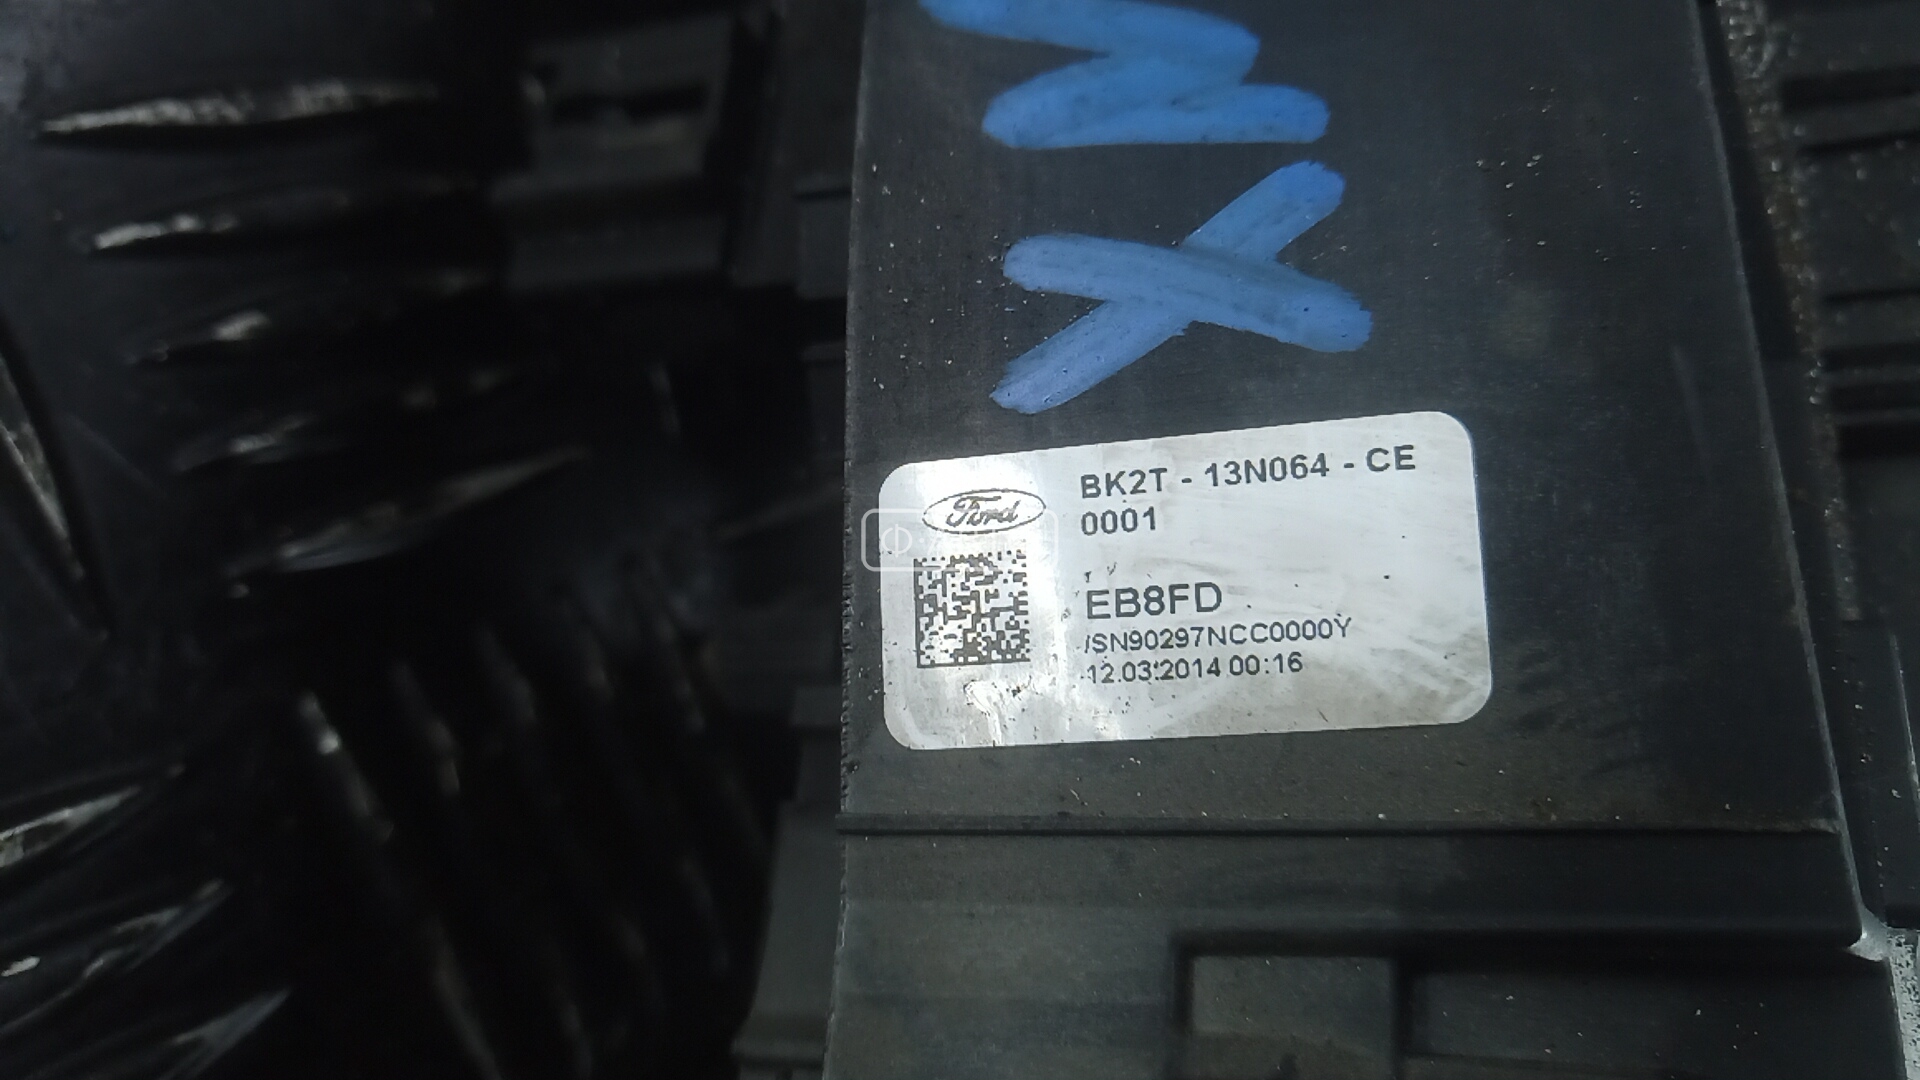 Ford
BK2T - 13N064 - CE
0001
EB8FD
/SN90297NCC0000Y
12.03.2014 00:16